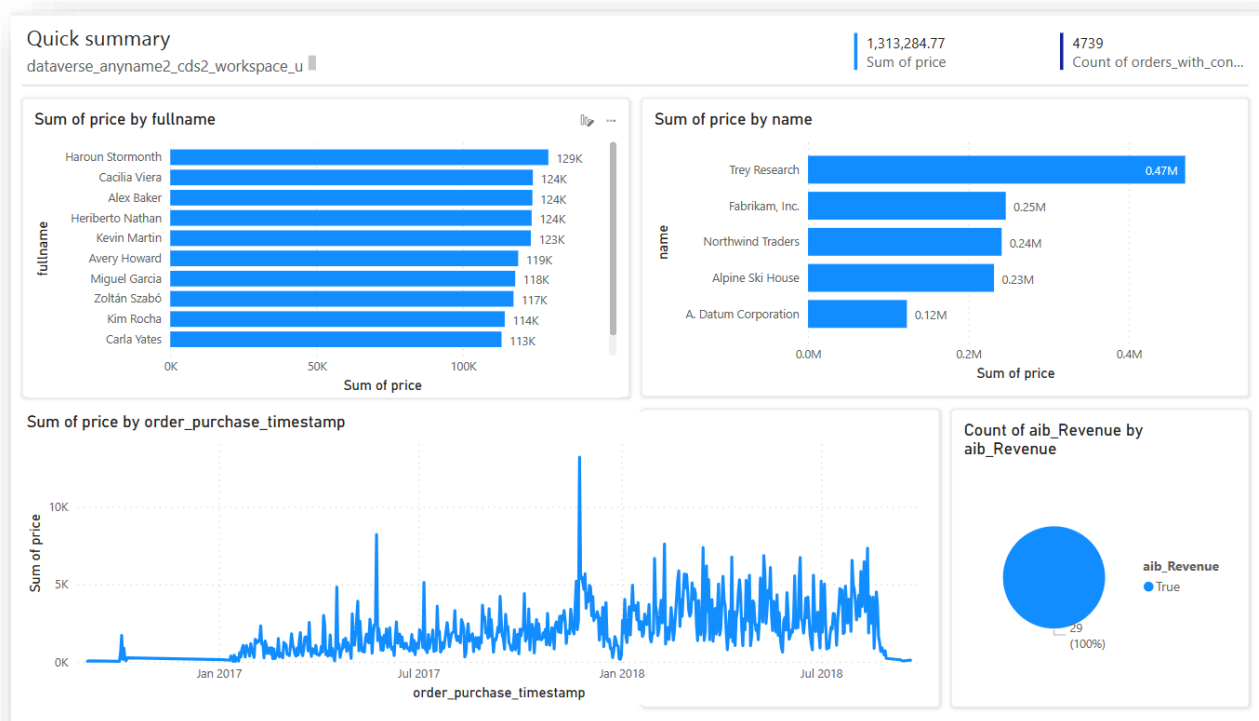 Quick summary
dataverse_anyname2_cds2_workspace_u
1,313,284.77
Sum of price
4739
Count of orders_with_con...
Sum of price by fullname
fullname
Haroun Stormonth
129K
Cacilia Viera
124K
Alex Baker
124K
Heriberto Nathan
124K
Kevin Martin
123K
Avery Howard
119K
Miguel Garcia
118K
Zoltán Szabó
117K
Kim Rocha
114K
Carla Yates
113K
0K
50K
100K
Sum of price
Sum of price by name
name
Trey Research
0.47M
Fabrikam, Inc.
0.25M
Northwind Traders
0.24M
Alpine Ski House
0.23M
A. Datum Corporation
0.12M
0.0M
0.2M
0.4M
Sum of price
Sum of price by order_purchase_timestamp
Sum of price
10K
5K
0K
Jan 2017
Jul 2017
Jan 2018
Jul 2018
order_purchase_timestamp
Count of aib_Revenue by
aib_Revenue
29
(100%)
aib_Revenue
True